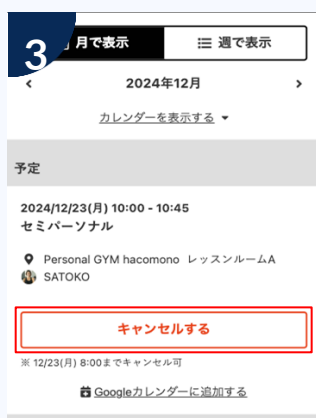 3
月で表示
週で表示
2024年12月
カレンダーを表示する
予定
2024/12/23(月) 10:00 - 10:45
セミパーソナル
Personal GYM hacomono レッスンルームA
SATOKO
キャンセルする
※ 12/23(月) 8:00までキャンセル可
Googleカレンダーに追加する